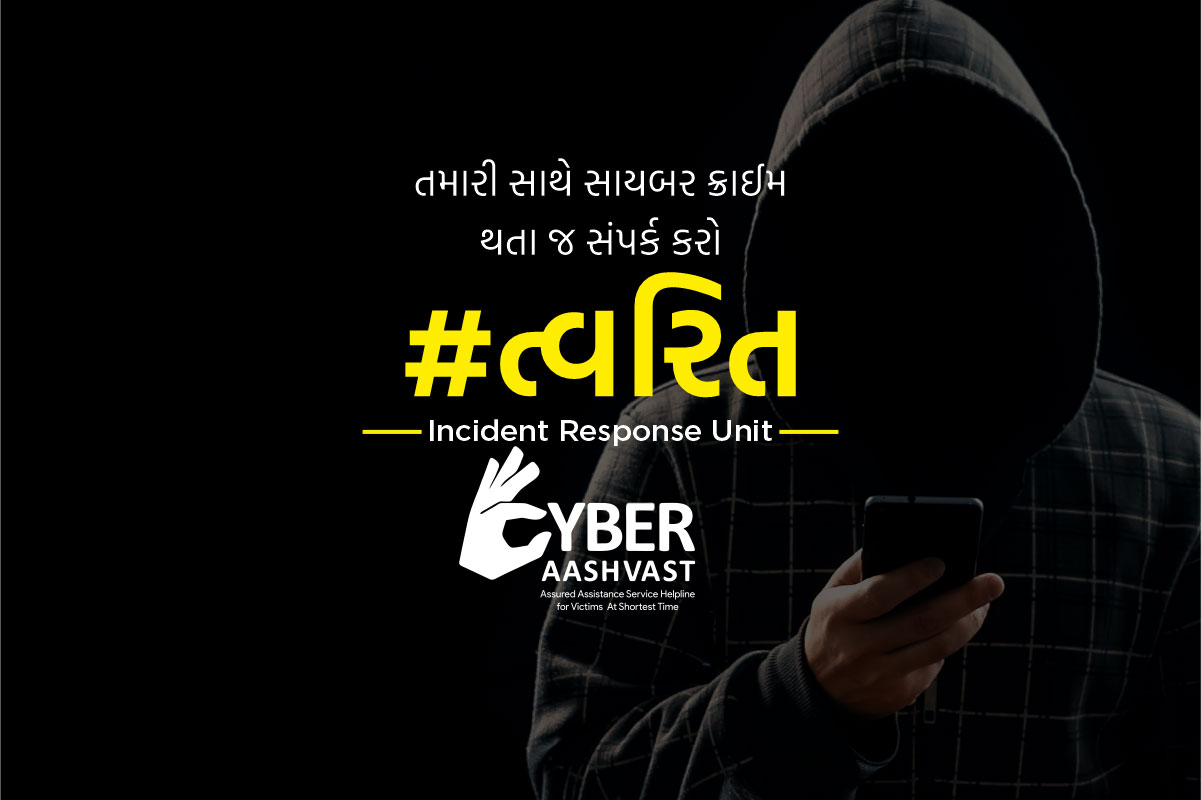 તમારી સાથે સાયબર ક્રાઈમ
થતા જ સંપર્ક કરો
#ત્વરિત
Incident Response Unit
CYBER
AASHVAST
Assured Assistance Service Helpline
for Victims At Shortest Time